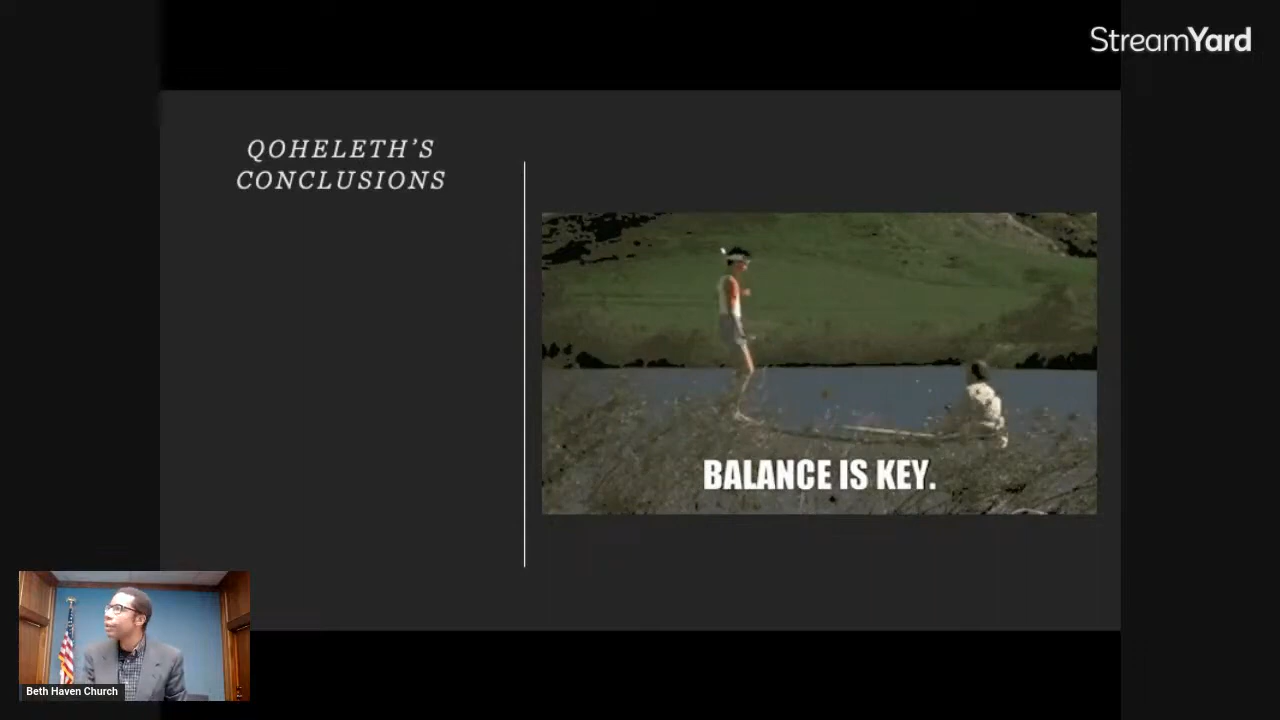 StreamYard
QOHELETH'S
CONCLUSIONS
BALANCE IS KEY.
Beth Haven Church